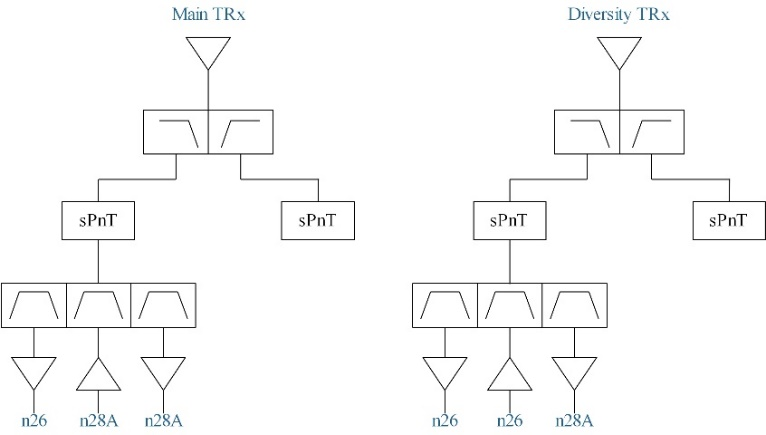 Main TRx
Diversity TRx
sPnT
sPnT
sPnT
sPnT
n26
n28A
n28A
n26
n26
n28A